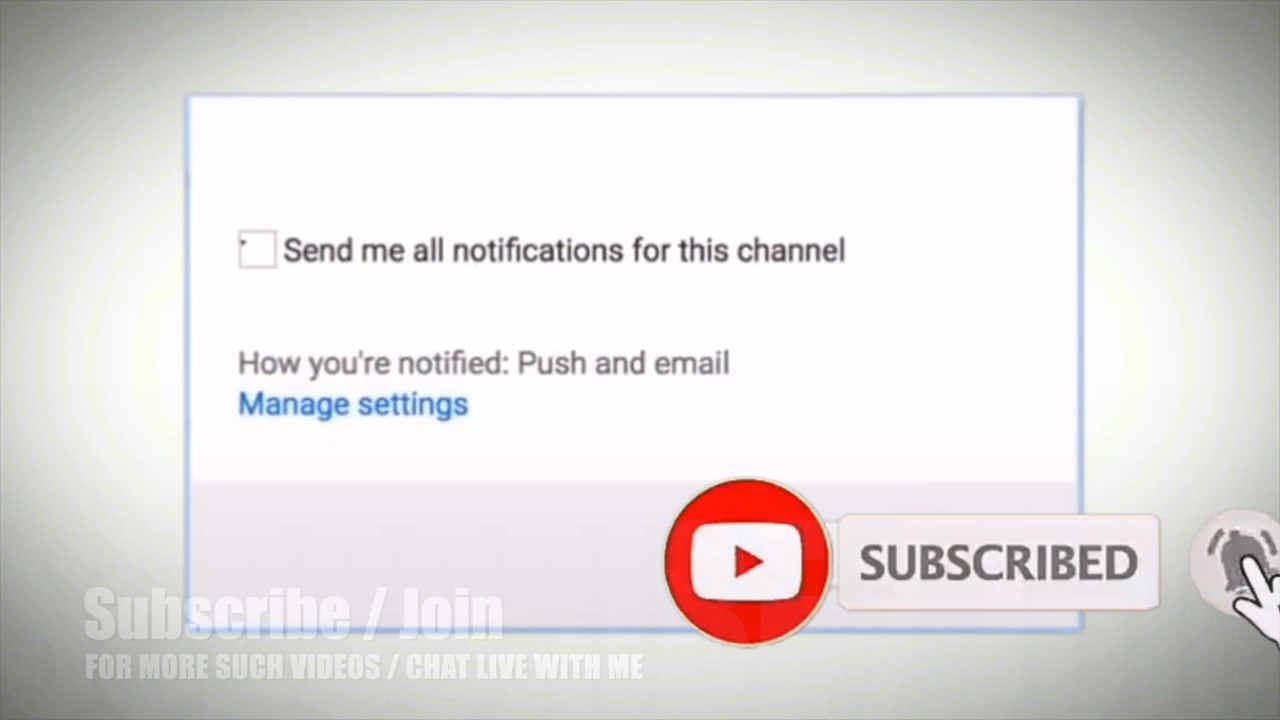 Send me all notifications for this channel
How you're notified: Push and email
Manage settings
SUBSCRIBED
Subscribe / Join
FOR MORE SUCH VIDEOS / CHAT LIVE WITH ME